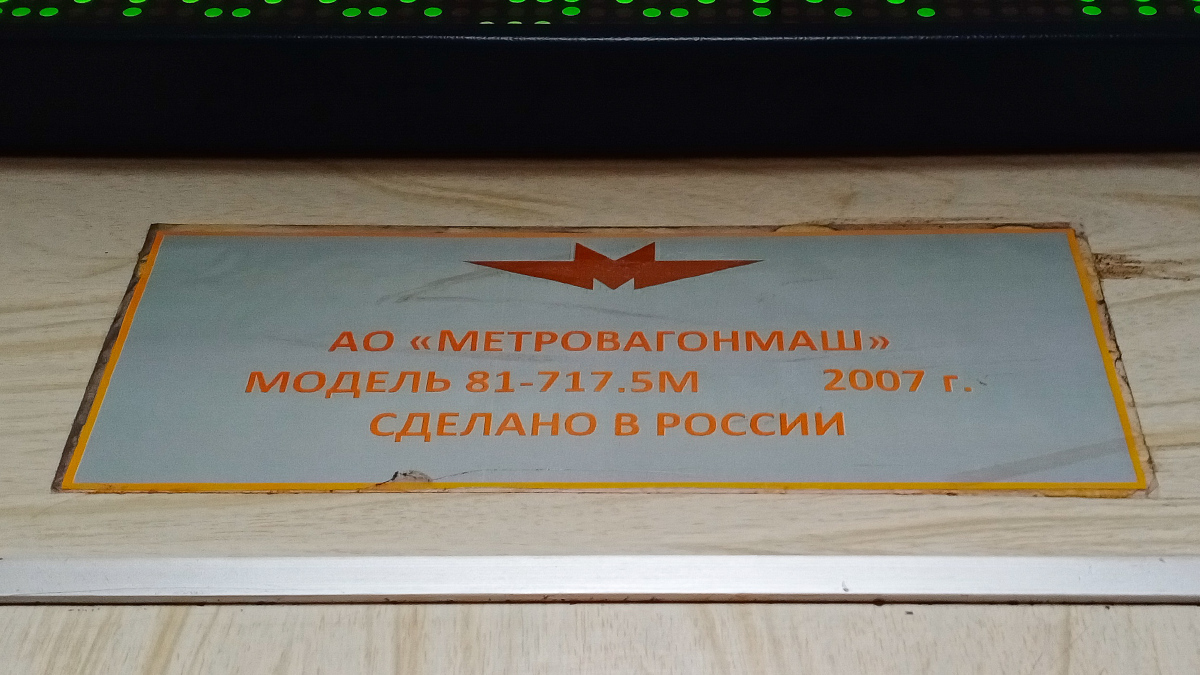 АО «МЕТРОВАГОНМАШ»
МОДЕЛЬ 81-717.5М 2007 г.
СДЕЛАНО В РОССИИ